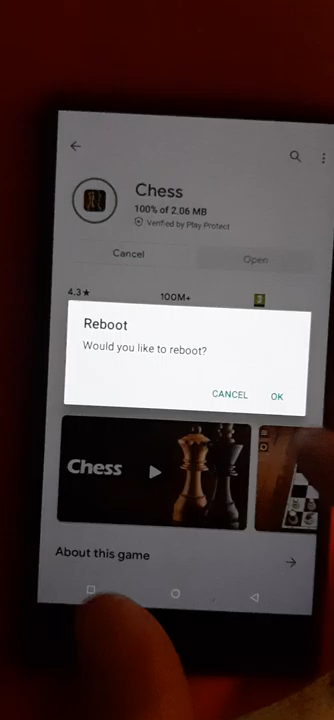 Chess
100% of 2.06 MB
Verified by Play Protect
Cancel
Open
4.3★
100M+
3
Reboot
Would you like to reboot?
CANCEL
OK
Chess
About this game